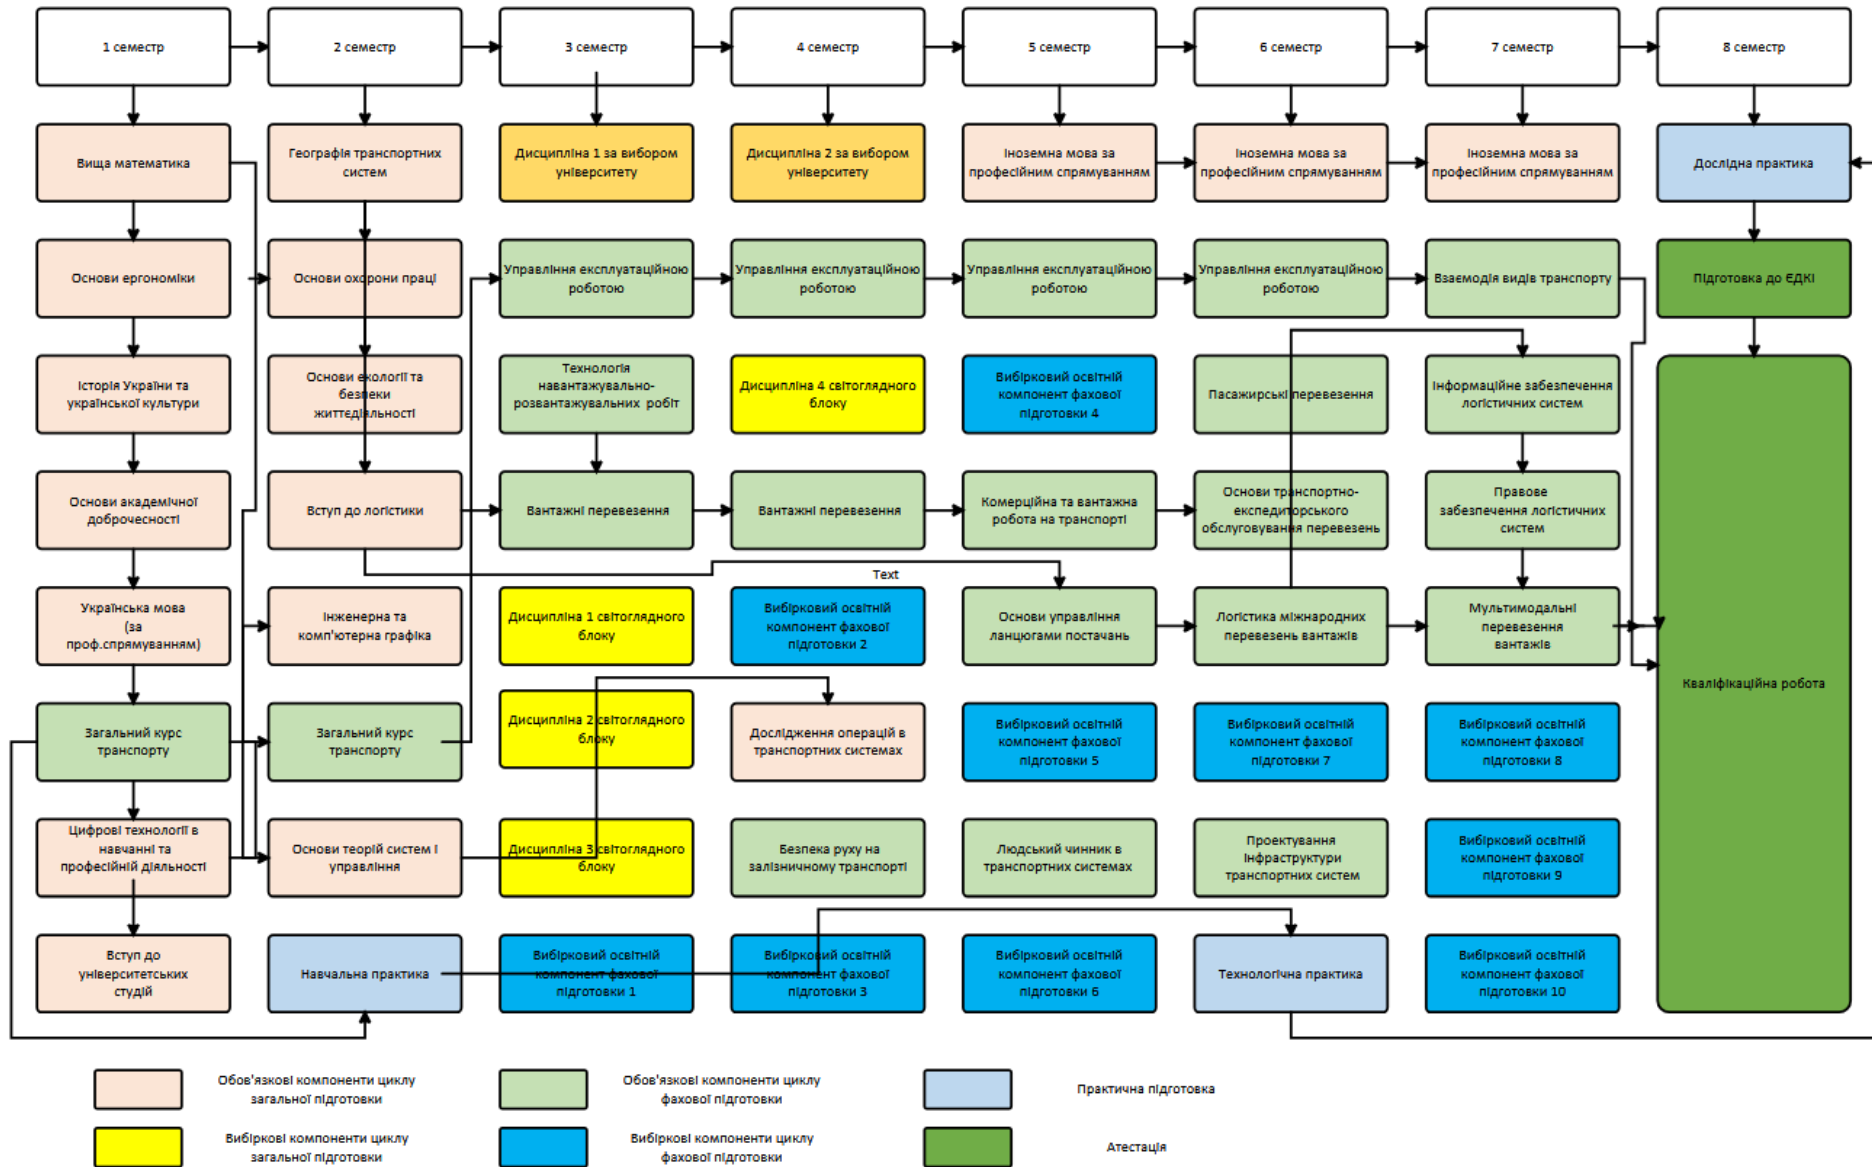 1 семестр
2 семестр
3 семестр
4 семестр
5 семестр
6 семестр
7 семестр
8 семестр
Вища математика
Географія транспортних
систем
Дисципліна 1 за вибором
університету
Дисципліна 2 за вибором
університету
Іноземна мова за
професійним спрямуванням
Іноземна мова за
професійним спрямуванням
Іноземна мова за
професійним спрямуванням
Дослідна практика
Основи ергономіки
Основи охорони праці
Управління експлуатаційною
роботою
Управління експлуатаційною
роботою
Управління експлуатаційною
роботою
Управління експлуатаційною
роботою
Взаємодія видів транспорту
Підготовка до ЄДКІ
Історія України та
української культури
Основи екології та
безпеки
життєдіяльності
Технологія
навантажувально-
розвантажувальних робіт
Дисципліна 4 світоглядного
блоку
Вибірковий освітній
компонент фахової
підготовки 4
Пасажирські перевезення
Інформаційне забезпечення
логістичних систем
Основи академічної
доброчесності
Вступ до логістики
Вантажні перевезення
Вантажні перевезення
Комерційна та вантажна
робота на транспорті
Основи транспортно-
експедиторського
обслуговування перевезень
Правове
забезпечення логістичних
систем
Text
Українська мова
(за
проф.спрямуванням)
Інженерна та
комп'ютерна графіка
Дисципліна 1 світоглядного
блоку
Вибірковий освітній
компонент фахової
підготовки 2
Основи управління
ланцюгами постачань
Логістика міжнародних
перевезень вантажів
Мультимодальні
перевезення
вантажів
Кваліфікаційна робота
Загальний курс
транспорту
Загальний курс
транспорту
Дисципліна 2 світоглядного
блоку
Дослідження операцій в
транспортних системах
Вибірковий освітній
компонент фахової
підготовки 5
Вибірковий освітній
компонент фахової
підготовки 7
Вибірковий освітній
компонент фахової
підготовки 8
Цифрові технології в
навчанні та
професійній діяльності
Основи теорій систем і
управління
Дисципліна 3 світоглядного
блоку
Безпека руху на
залізничному транспорті
Людський чинник в
транспортних системах
Проектування
інфраструктури
транспортних систем
Вибірковий освітній
компонент фахової
підготовки 9
Вступ до
університетських
студій
Навчальна практика
Вибірковий освітній
компонент фахової
підготовки 1
Вибірковий освітній
компонент фахової
підготовки 3
Вибірковий освітній
компонент фахової
підготовки 6
Технологічна практика
Вибірковий освітній
компонент фахової
підготовки 10
Обов'язкові компоненти циклу
загальної підготовки
Обов'язкові компоненти циклу
фахової підготовки
Практична підготовка
Вибіркові компоненти циклу
загальної підготовки
Вибіркові компоненти циклу
фахової підготовки
Атестація